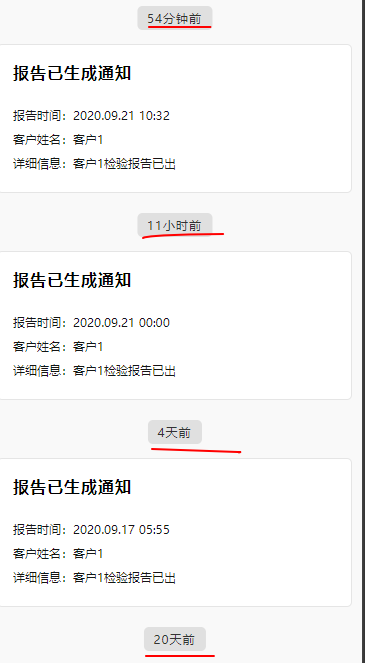 54分钟前
报告已生成通知
报告时间：2020.09.21 10:32
客户姓名：客户1
详细信息：客户1检验报告已出
11小时前
报告已生成通知
报告时间：2020.09.21 00:00
客户姓名：客户1
详细信息：客户1检验报告已出
4天前
报告已生成通知
报告时间：2020.09.17 05:55
客户姓名：客户1
详细信息：客户1检验报告已出
20天前